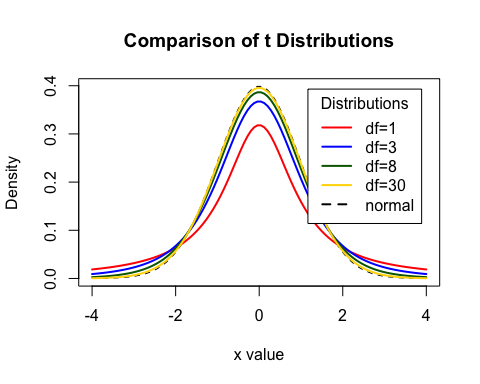 Comparison of t Distributions
Density
0.0
0.1
0.2
0.3
0.4
Distributions
df=1
df=3
df=8
df=30
normal
-4 -2 0 2 4
x value